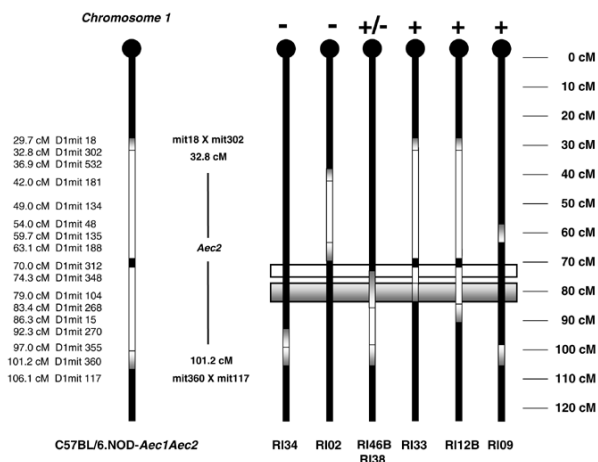 Chromosome 1
- - +/- + + +
0 cM
10 cM
20 cM
30 cM
40 cM
50 cM
60 cM
70 cM
80 cM
90 cM
100 cM
110 cM
120 cM
29.7 cM D1mit 18
32.8 cM D1mit 302
36.9 cM D1mit 532
42.0 cM D1mit 181
49.0 cM D1mit 134
54.0 cM D1mit 48
59.7 cM D1mit 135
63.1 cM D1mit 188
70.0 cM D1mit 312
74.3 cM D1mit 348
79.0 cM D1mit 104
83.4 cM D1mit 268
86.3 cM D1mit 15
92.3 cM D1mit 270
97.0 cM D1mit 355
101.2 cM D1mit 360
106.1 cM D1mit 117
mit18 X mit302
32.8 cM
Aec2
101.2 cM
mit360 X mit117
C57BL/6.NOD-Aec1Aec2
RI34 RI02 RI46B RI33 RI12B RI09
RI38